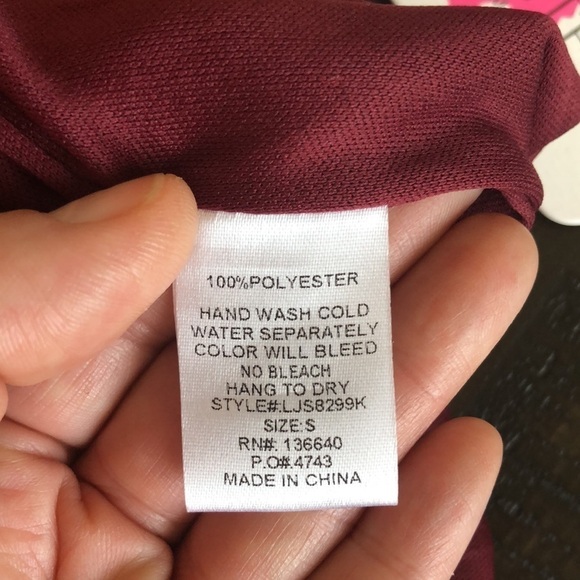 100%POLYESTER
HAND WASH COLD
WATER SEPARATELY
COLOR WILL BLEED
NO BLEACH
HANG TO DRY
STYLE#:LJS8299K
SIZE:S
RN#: 136640
P.O#:4743
MADE IN CHINA